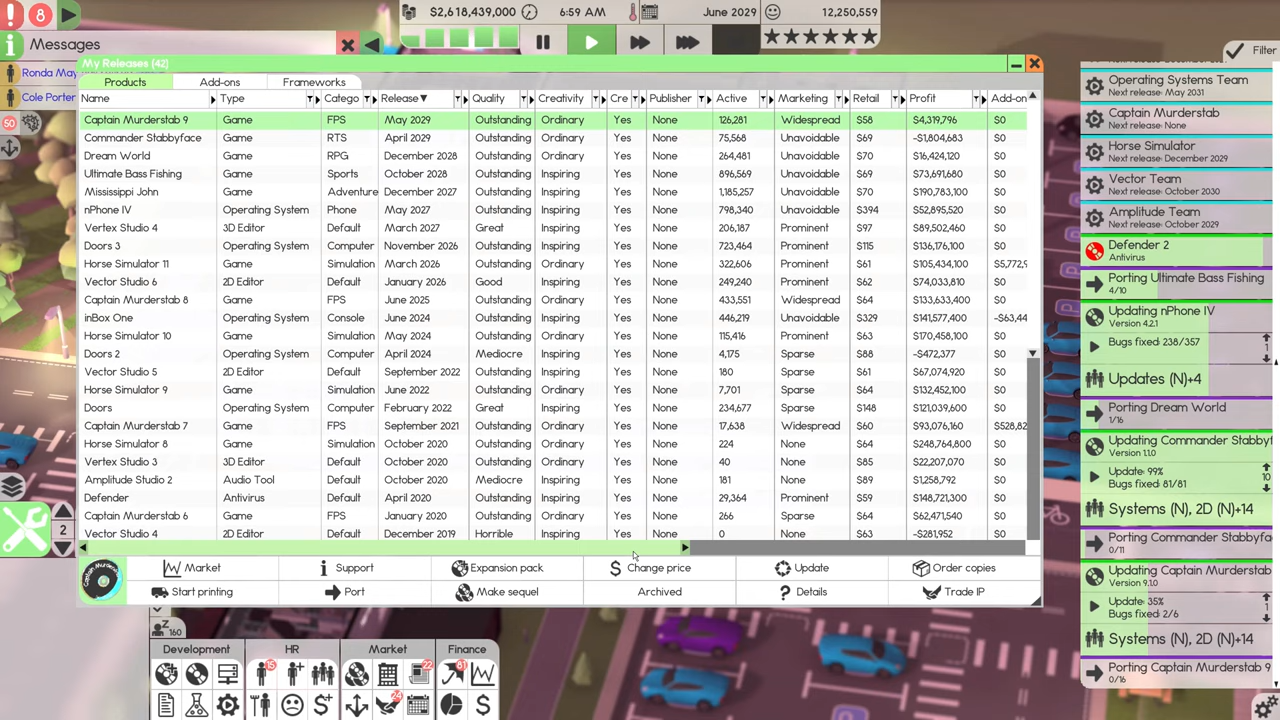 8
$2,618,439,000
6:59 AM
June 2029
12,250,559
Messages
Filter
Ronda May
Cole Porter
50
My Releases (42)
Products Add-ons Frameworks
Name Type Catego Release▼ Quality Creativity Cre Publisher Active Marketing Retail Profit Add-on
Captain Murderstab 9 Game FPS May 2029 Outstanding Ordinary Yes None 126,281 Widespread $58 $4,319,796 $0
Commander Stabbyface Game RTS April 2029 Outstanding Ordinary Yes None 75,568 Unavoidable $69 -$1,804,683 $0
Dream World Game RPG December 2028 Outstanding Ordinary Yes None 264,481 Unavoidable $70 $16,424,120 $0
Ultimate Bass Fishing Game Sports October 2028 Outstanding Inspiring Yes None 896,569 Unavoidable $69 $73,691,680 $0
Mississippi John Game Adventure December 2027 Outstanding Inspiring Yes None 1,185,257 Unavoidable $70 $190,783,100 $0
nPhone IV Operating System Phone May 2027 Outstanding Inspiring Yes None 798,340 Unavoidable $394 $52,895,520 $0
Vertex Studio 4 3D Editor Default March 2027 Outstanding Great Yes None 206,187 Prominent $97 $89,502,460 $0
Doors 3 Operating System Computer November 2026 Outstanding Inspiring Yes None 723,464 Prominent $115 $136,176,100 $0
Horse Simulator 11 Game Simulation March 2026 Outstanding Inspiring Yes None 322,606 Prominent $61 $105,434,100 $5,772,9
Vector Studio 6 2D Editor Default January 2026 Good Inspiring Yes None 249,240 Prominent $62 $74,033,810 $0
Captain Murderstab 8 Game FPS June 2025 Outstanding Ordinary Yes None 433,551 Widespread $64 $133,633,400 $0
inBox One Operating System Console June 2024 Outstanding Inspiring Yes None 446,219 Unavoidable $329 $141,577,400 -$63,44
Horse Simulator 10 Game Simulation May 2024 Outstanding Inspiring Yes None 115,416 Prominent $63 $170,458,100 $0
Doors 2 Operating System Computer April 2024 Mediocre Inspiring Yes None 4,175 Sparse $88 -$472,377 $0
Vector Studio 5 2D Editor Default September 2022 Outstanding Inspiring Yes None 180 Sparse $61 $67,074,920 $0
Horse Simulator 9 Game Simulation June 2022 Outstanding Ordinary Yes None 7,701 Sparse $64 $132,452,100 $0
Doors Operating System Computer February 2022 Great Inspiring Yes None 234,677 Sparse $148 $121,039,600 $0
Captain Murderstab 7 Game FPS September 2021 Outstanding Ordinary Yes None 17,638 Widespread $60 $93,076,160 $528,82
Horse Simulator 8 Game Simulation October 2020 Outstanding Ordinary Yes None 224 None $64 $248,764,800 $0
Vertex Studio 3 3D Editor Default October 2020 Outstanding Inspiring Yes None 40 None $85 $22,207,070 $0
Amplitude Studio 2 Audio Tool Default October 2020 Mediocre Inspiring Yes None 181 None $89 $1,258,792 $0
Defender Antivirus Default April 2020 Outstanding Inspiring Yes None 29,364 Prominent $59 $148,721,300 $0
Captain Murderstab 6 Game FPS January 2020 Outstanding Ordinary Yes None 266 Sparse $64 $62,471,540 $0
Vector Studio 4 2D Editor Default December 2019 Horrible Inspiring Yes None 0 None $63 -$281,952 $0
Market Support Expansion pack Change price Update Order copies
Start printing Port Make sequel Archived Details Trade IP
2
160
Development HR Market Finance
15
22
61
24
Operating Systems Team
Next release: May 2031
Captain Murderstab
Next release: None
Horse Simulator
Next release: December 2029
Vector Team
Next release: October 2030
Amplitude Team
Next release: October 2029
Defender 2
Antivirus
Porting Ultimate Bass Fishing
4/10
Updating nPhone IV
Version 4.2.1
Bugs fixed: 238/357
1
Updates (N)+4
Porting Dream World
1/16
Updating Commander Stabbyf
Version 1.1.0
Update: 99%
Bugs fixed: 81/81
10
Systems (N), 2D (N)+14
Porting Commander Stabbyfa
0/11
Updating Captain Murderstab
Version 9.1.0
Update: 35%
Bugs fixed: 2/6
1
Systems (N), 2D (N)+14
Porting Captain Murderstab 9
0/16